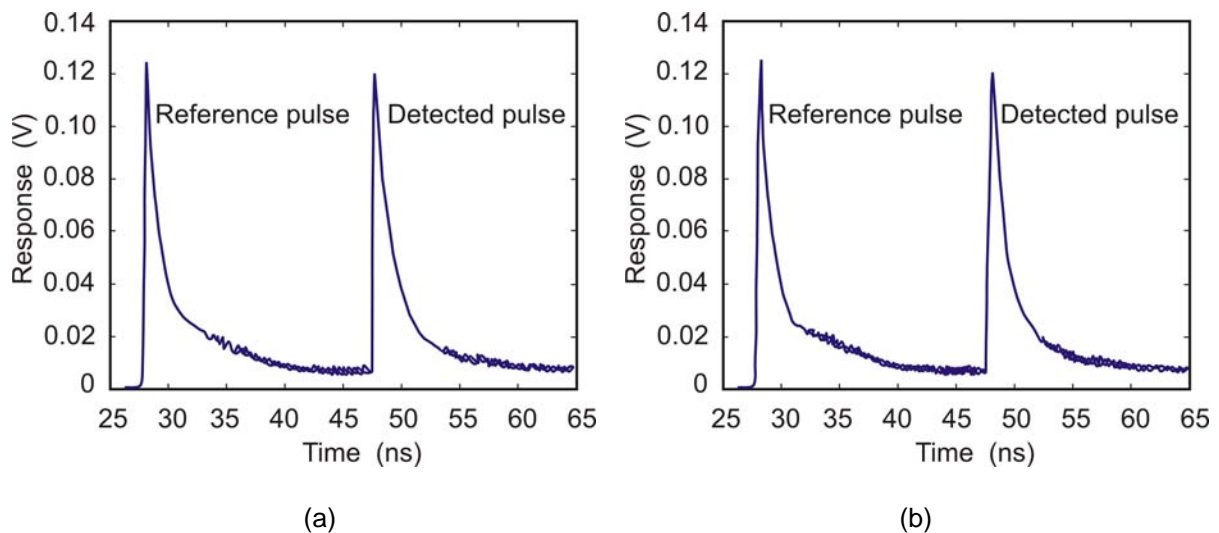 0.14
0.12
0.10
0.08
0.06
0.04
0.02
0
Response (V)
Reference pulse
Detected pulse
25 30 35 40 45 50 55 60 65
Time (ns)
(a)
0.14
0.12
0.10
0.08
0.06
0.04
0.02
0
Response (V)
Reference pulse
Detected pulse
25 30 35 40 45 50 55 60 65
Time (ns)
(b)